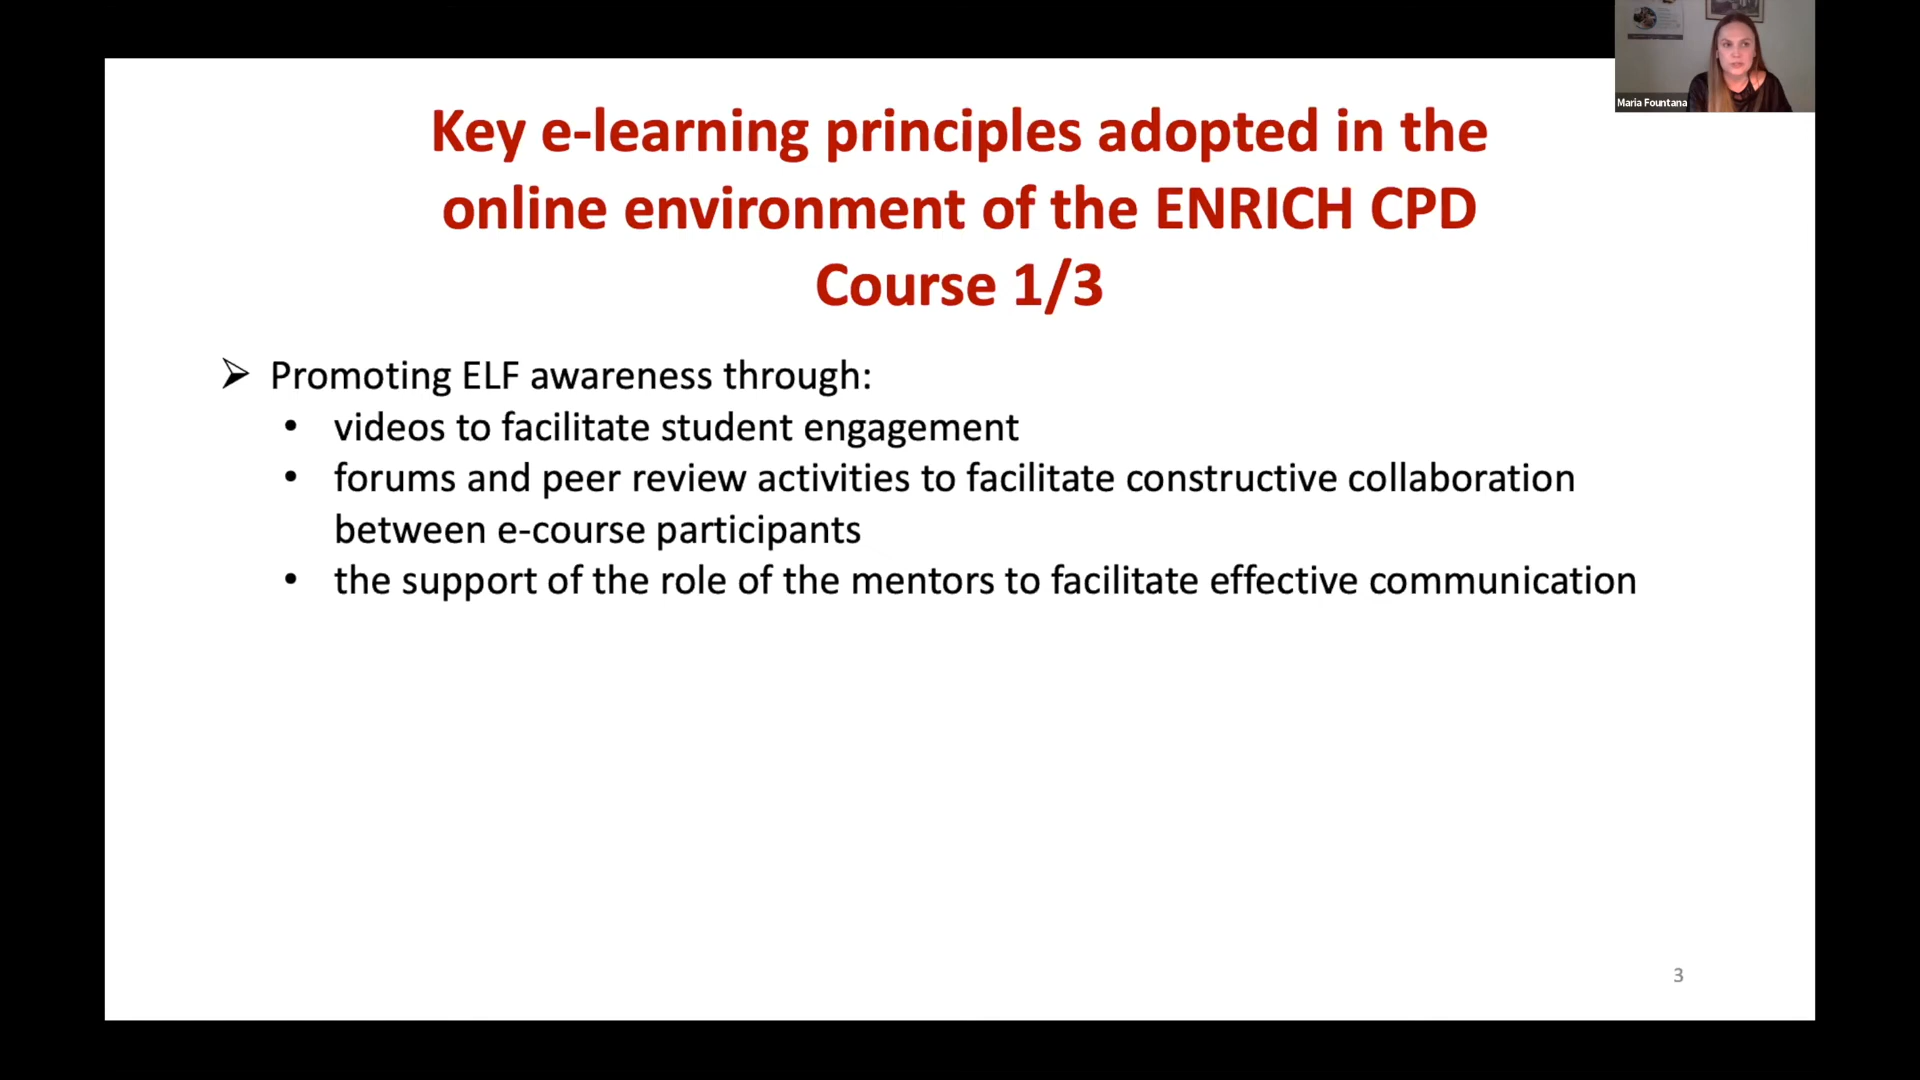 Maria Fountana
Key e-learning principles adopted in the
online environment of the ENRICH CPD
Course 1/3
➢ Promoting ELF awareness through:
• videos to facilitate student engagement
• forums and peer review activities to facilitate constructive collaboration
between e-course participants
• the support of the role of the mentors to facilitate effective communication
3